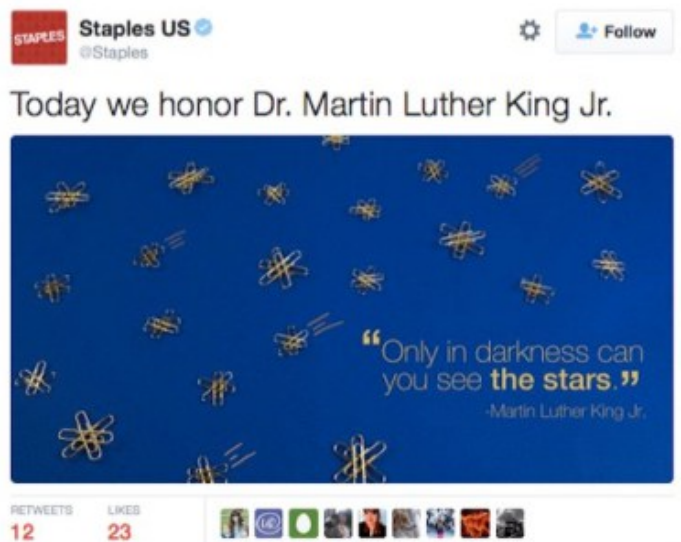 STAPLES
Staples US
@Staples
Follow
Today we honor Dr. Martin Luther King Jr.
“Only in darkness can
you see the stars.”
-Martin Luther King Jr.
RETWEETS
12
LIKES
23